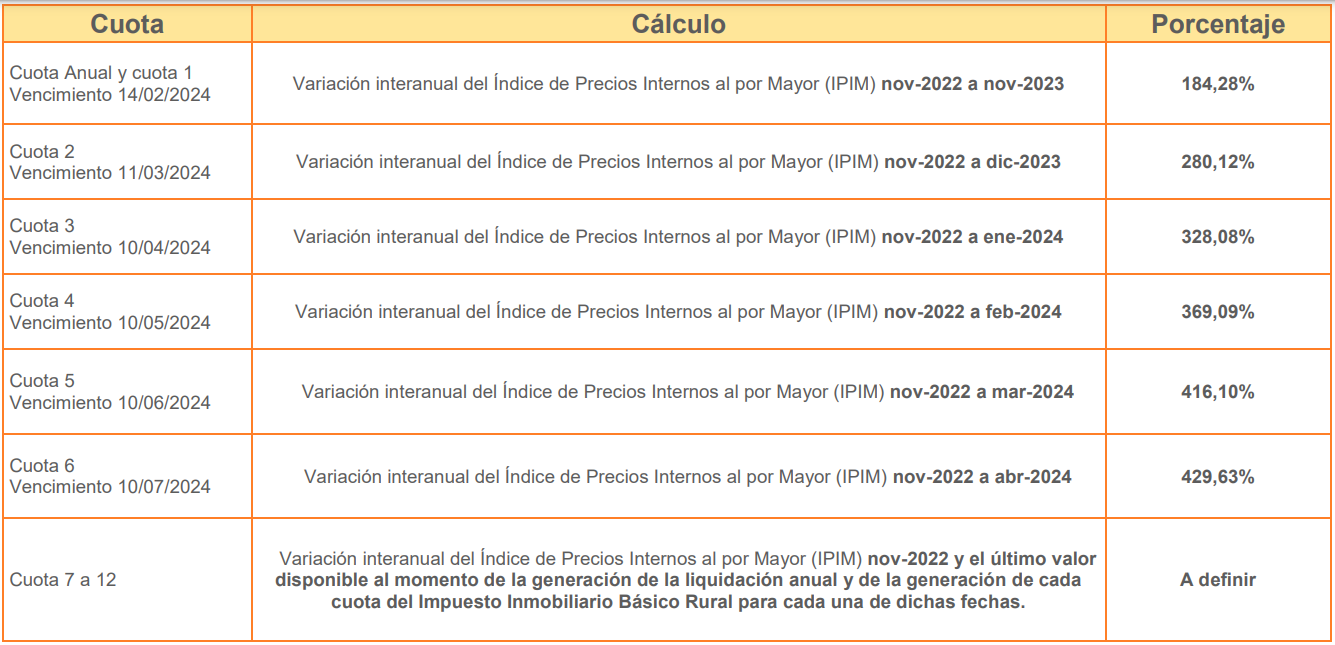 Cuota Cálculo Porcentaje
Cuota Anual y cuota 1
Vencimiento 14/02/2024
Variación interanual del Índice de Precios Internos al por Mayor (IPIM) nov-2022 a nov-2023
184,28%
Cuota 2
Vencimiento 11/03/2024
Variación interanual del Índice de Precios Internos al por Mayor (IPIM) nov-2022 a dic-2023
280,12%
Cuota 3
Vencimiento 10/04/2024
Variación interanual del Índice de Precios Internos al por Mayor (IPIM) nov-2022 a ene-2024
328,08%
Cuota 4
Vencimiento 10/05/2024
Variación interanual del Índice de Precios Internos al por Mayor (IPIM) nov-2022 a feb-2024
369,09%
Cuota 5
Vencimiento 10/06/2024
Variación interanual del Índice de Precios Internos al por Mayor (IPIM) nov-2022 a mar-2024
416,10%
Cuota 6
Vencimiento 10/07/2024
Variación interanual del Índice de Precios Internos al por Mayor (IPIM) nov-2022 a abr-2024
429,63%
Cuota 7 a 12
Variación interanual del Índice de Precios Internos al por Mayor (IPIM) nov-2022 y el último valor
disponible al momento de la generación de la liquidación anual y de la generación de cada
cuota del Impuesto Inmobiliario Básico Rural para cada una de dichas fechas.
A definir